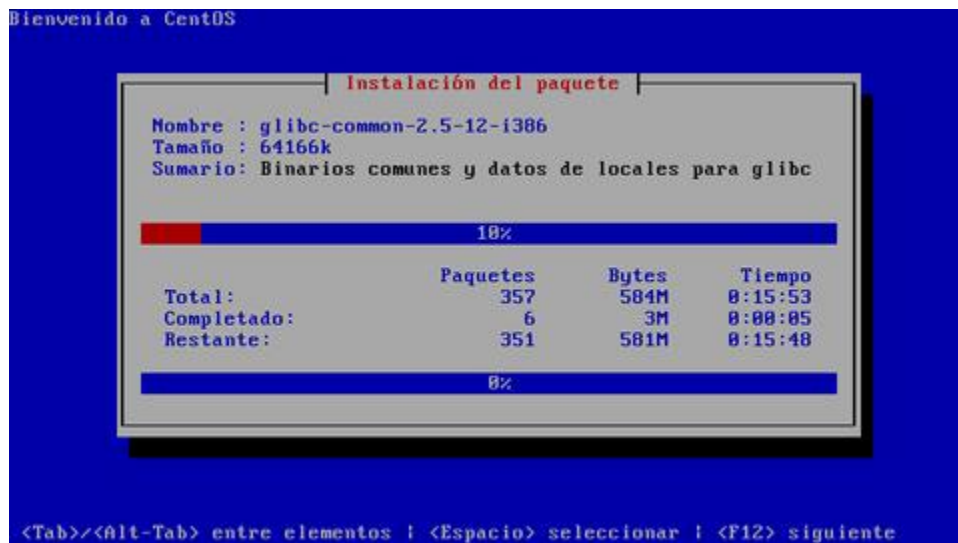 Bienvenido a CentOS
Instalación del paquete
Nombre : glibc-common-2.5-12-i386
Tamaño : 64166k
Sumario: Binarios comunes y datos de locales para glibc
10%
Paquetes Bytes Tiempo
Total: 357 584M 0:15:53
Completado: 6 3M 0:00:05
Restante: 351 581M 0:15:48
0%
<Tab>/<Alt-Tab> entre elementos | <Espacio> seleccionar | <F12> siguiente